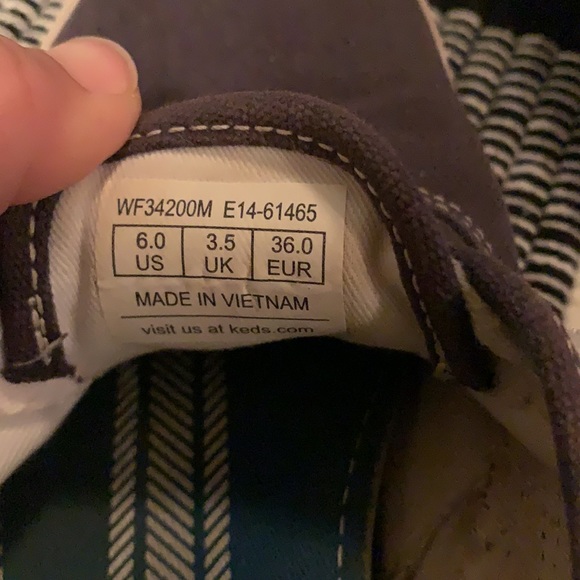 WF34200M E14-61465
6.0 3.5 36.0
US UK EUR
MADE IN VIETNAM
visit us at keds.com